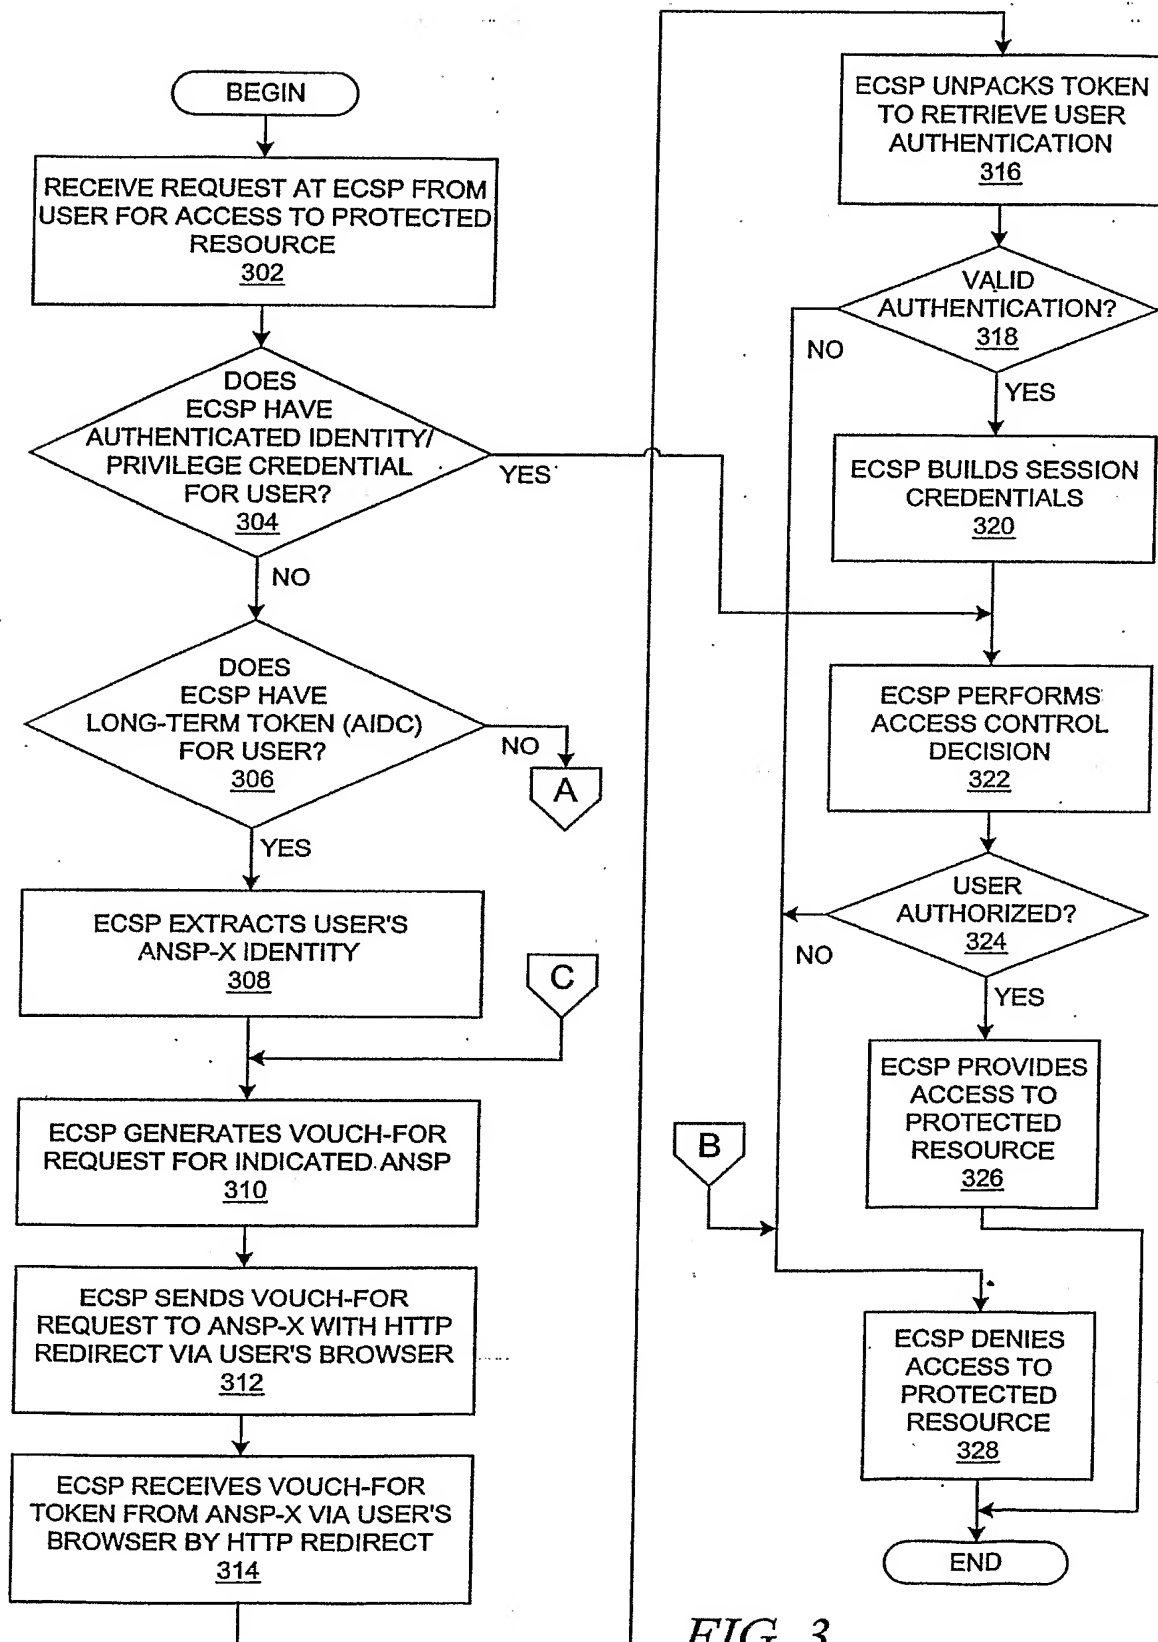 BEGIN
RECEIVE REQUEST AT ECSP FROM
USER FOR ACCESS TO PROTECTED
RESOURCE
302
DOES
ECSP HAVE
AUTHENTICATED IDENTITY/
PRIVILEGE CREDENTIAL
FOR USER?
304
YES
NO
DOES
ECSP HAVE
LONG-TERM TOKEN (AIDC)
FOR USER?
306
NO
A
YES
ECSP EXTRACTS USER'S
ANSP-X IDENTITY
308
C
ECSP GENERATES VOUCH-FOR
REQUEST FOR INDICATED ANSP
310
ECSP SENDS VOUCH-FOR
REQUEST TO ANSP-X WITH HTTP
REDIRECT VIA USER'S BROWSER
312
ECSP RECEIVES VOUCH-FOR
TOKEN FROM ANSP-X VIA USER'S
BROWSER BY HTTP REDIRECT
314
ECSP UNPACKS TOKEN
TO RETRIEVE USER
AUTHENTICATION
316
VALID
AUTHENTICATION?
318
NO
YES
ECSP BUILDS SESSION
CREDENTIALS
320
ECSP PERFORMS
ACCESS CONTROL
DECISION
322
USER
AUTHORIZED?
324
NO
YES
ECSP PROVIDES
ACCESS TO
PROTECTED
RESOURCE
326
B
ECSP DENIES
ACCESS TO
PROTECTED
RESOURCE
328
END
FIG. 3